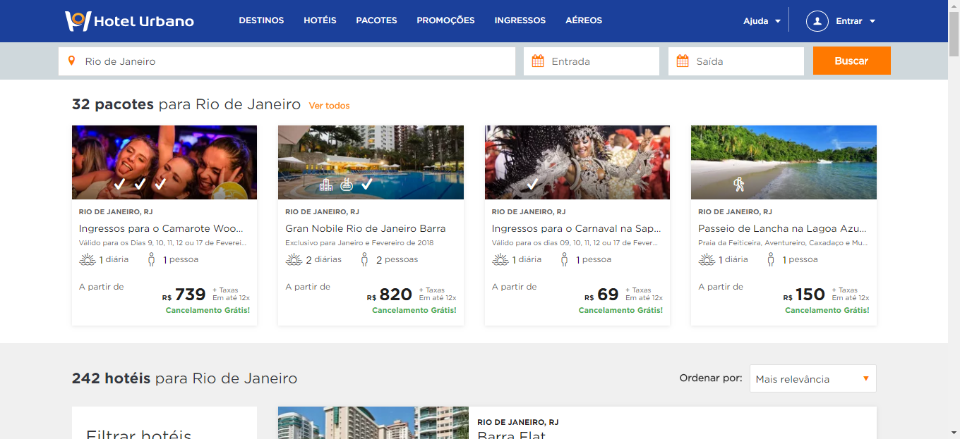 Hotel Urbano
DESTINOS HOTÉIS PACOTES PROMOÇÕES INGRESSOS AÉREOS
Ajuda Entrar
Rio de Janeiro Entrada Saída Buscar
32 pacotes para Rio de Janeiro Ver todos
RIO DE JANEIRO, RJ
Ingressos para o Camarote Woo...
Válido para os Dias 9, 10, 11, 12 ou 17 de Feverei...
1 diária 1 pessoa
A partir de
R$ 739 + Taxas
Em até 12x
Cancelamento Grátis!
RIO DE JANEIRO, RJ
Gran Nobile Rio de Janeiro Barra
Exclusivo para Janeiro e Fevereiro de 2018
2 diárias 2 pessoas
A partir de
R$ 820 + Taxas
Em até 12x
Cancelamento Grátis!
RIO DE JANEIRO, RJ
Ingressos para o Carnaval na Sap...
Válido para os dias 09, 10, 11, 12 ou 17 de Fevere...
1 diária 1 pessoa
A partir de
R$ 69 + Taxas
Em até 12x
Cancelamento Grátis!
RIO DE JANEIRO, RJ
Passeio de Lancha na Lagoa Azu...
Praia da Feiticeira, Aventureiro, Caxadaço e Mu...
1 diária 1 pessoa
A partir de
R$ 150 + Taxas
Em até 12x
Cancelamento Grátis!
242 hotéis para Rio de Janeiro
Ordenar por: Mais relevância
Filtrar hotéis
RIO DE JANEIRO, RJ
Barra Flat